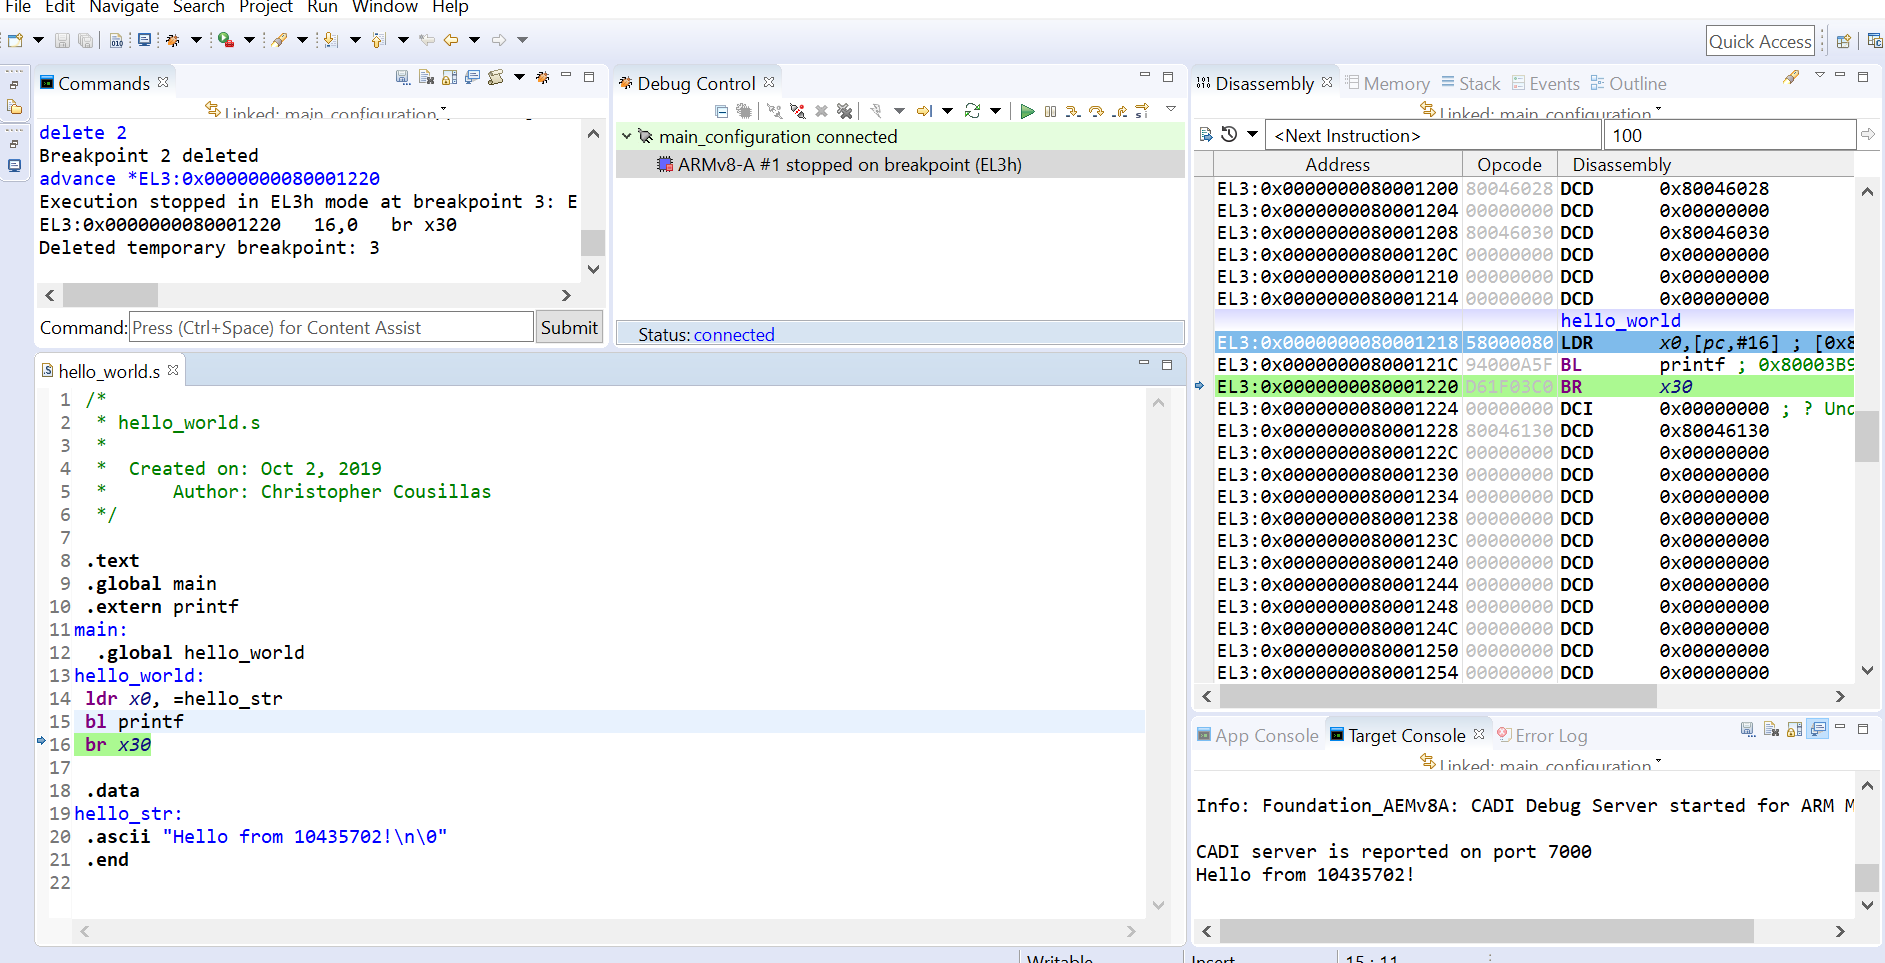 File Edit Navigate Search Project Run Window Help
Quick Access
Commands
Linked: main_configuration
delete 2
Breakpoint 2 deleted
advance *EL3:0x0000000080001220
Execution stopped in EL3h mode at breakpoint 3: E
EL3:0x0000000080001220 16,0 br x30
Deleted temporary breakpoint: 3
Command: Press (Ctrl+Space) for Content Assist Submit
Debug Control
main_configuration connected
ARMv8-A #1 stopped on breakpoint (EL3h)
Status: connected
hello_world.s
1 /*
2 * hello_world.s
3 *
4 * Created on: Oct 2, 2019
5 * Author: Christopher Cousillas
6 */
7
8 .text
9 .global main
10 .extern printf
11 main:
12 .global hello_world
13 hello_world:
14 ldr x0, =hello_str
15 bl printf
16 br x30
17
18 .data
19 hello_str:
20 .ascii "Hello from 10435702!\n\0"
21 .end
22
Disassembly Memory Stack Events Outline
Linked: main_configuration
<Next Instruction> 100
Address Opcode Disassembly
EL3:0x0000000080001200 80046028 DCD 0x80046028
EL3:0x0000000080001204 00000000 DCD 0x00000000
EL3:0x0000000080001208 80046030 DCD 0x80046030
EL3:0x000000008000120C 00000000 DCD 0x00000000
EL3:0x0000000080001210 00000000 DCD 0x00000000
EL3:0x0000000080001214 00000000 DCD 0x00000000
hello_world
EL3:0x0000000080001218 58000080 LDR x0,[pc,#16] ; [0x8
EL3:0x000000008000121C 94000A5F BL printf ; 0x80003B9
EL3:0x0000000080001220 D61F03C0 BR x30
EL3:0x0000000080001224 00000000 DCI 0x00000000 ; ? Und
EL3:0x0000000080001228 80046130 DCD 0x80046130
EL3:0x000000008000122C 00000000 DCD 0x00000000
EL3:0x0000000080001230 00000000 DCD 0x00000000
EL3:0x0000000080001234 00000000 DCD 0x00000000
EL3:0x0000000080001238 00000000 DCD 0x00000000
EL3:0x000000008000123C 00000000 DCD 0x00000000
EL3:0x0000000080001240 00000000 DCD 0x00000000
EL3:0x0000000080001244 00000000 DCD 0x00000000
EL3:0x0000000080001248 00000000 DCD 0x00000000
EL3:0x000000008000124C 00000000 DCD 0x00000000
EL3:0x0000000080001250 00000000 DCD 0x00000000
EL3:0x0000000080001254 00000000 DCD 0x00000000
App Console Target Console Error Log
Linked: main_configuration
Info: Foundation_AEMv8A: CADI Debug Server started for ARM M
CADI server is reported on port 7000
Hello from 10435702!
Writable Insert 15 : 11